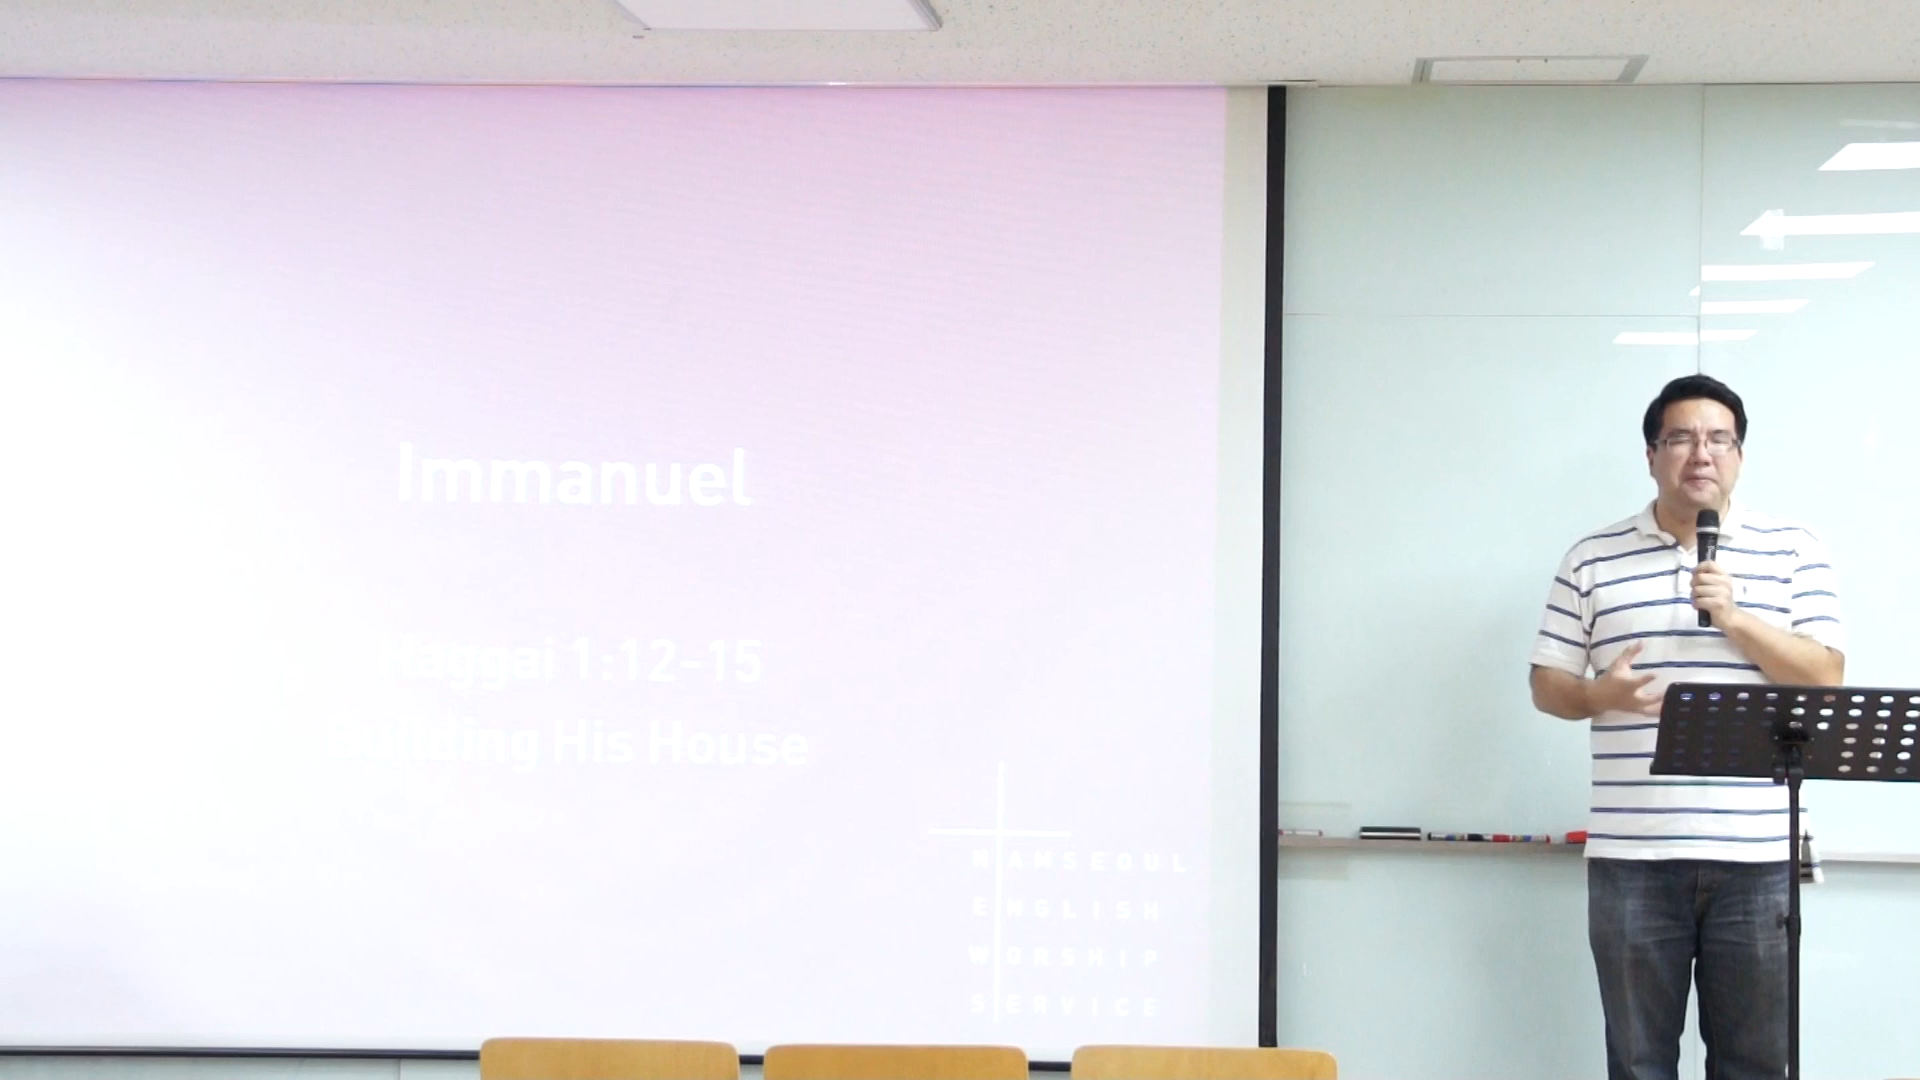 Immanuel
Haggai 1:12-15
Building His House
NAMSEOUL
ENGLISH
WORSHIP
SERVICE